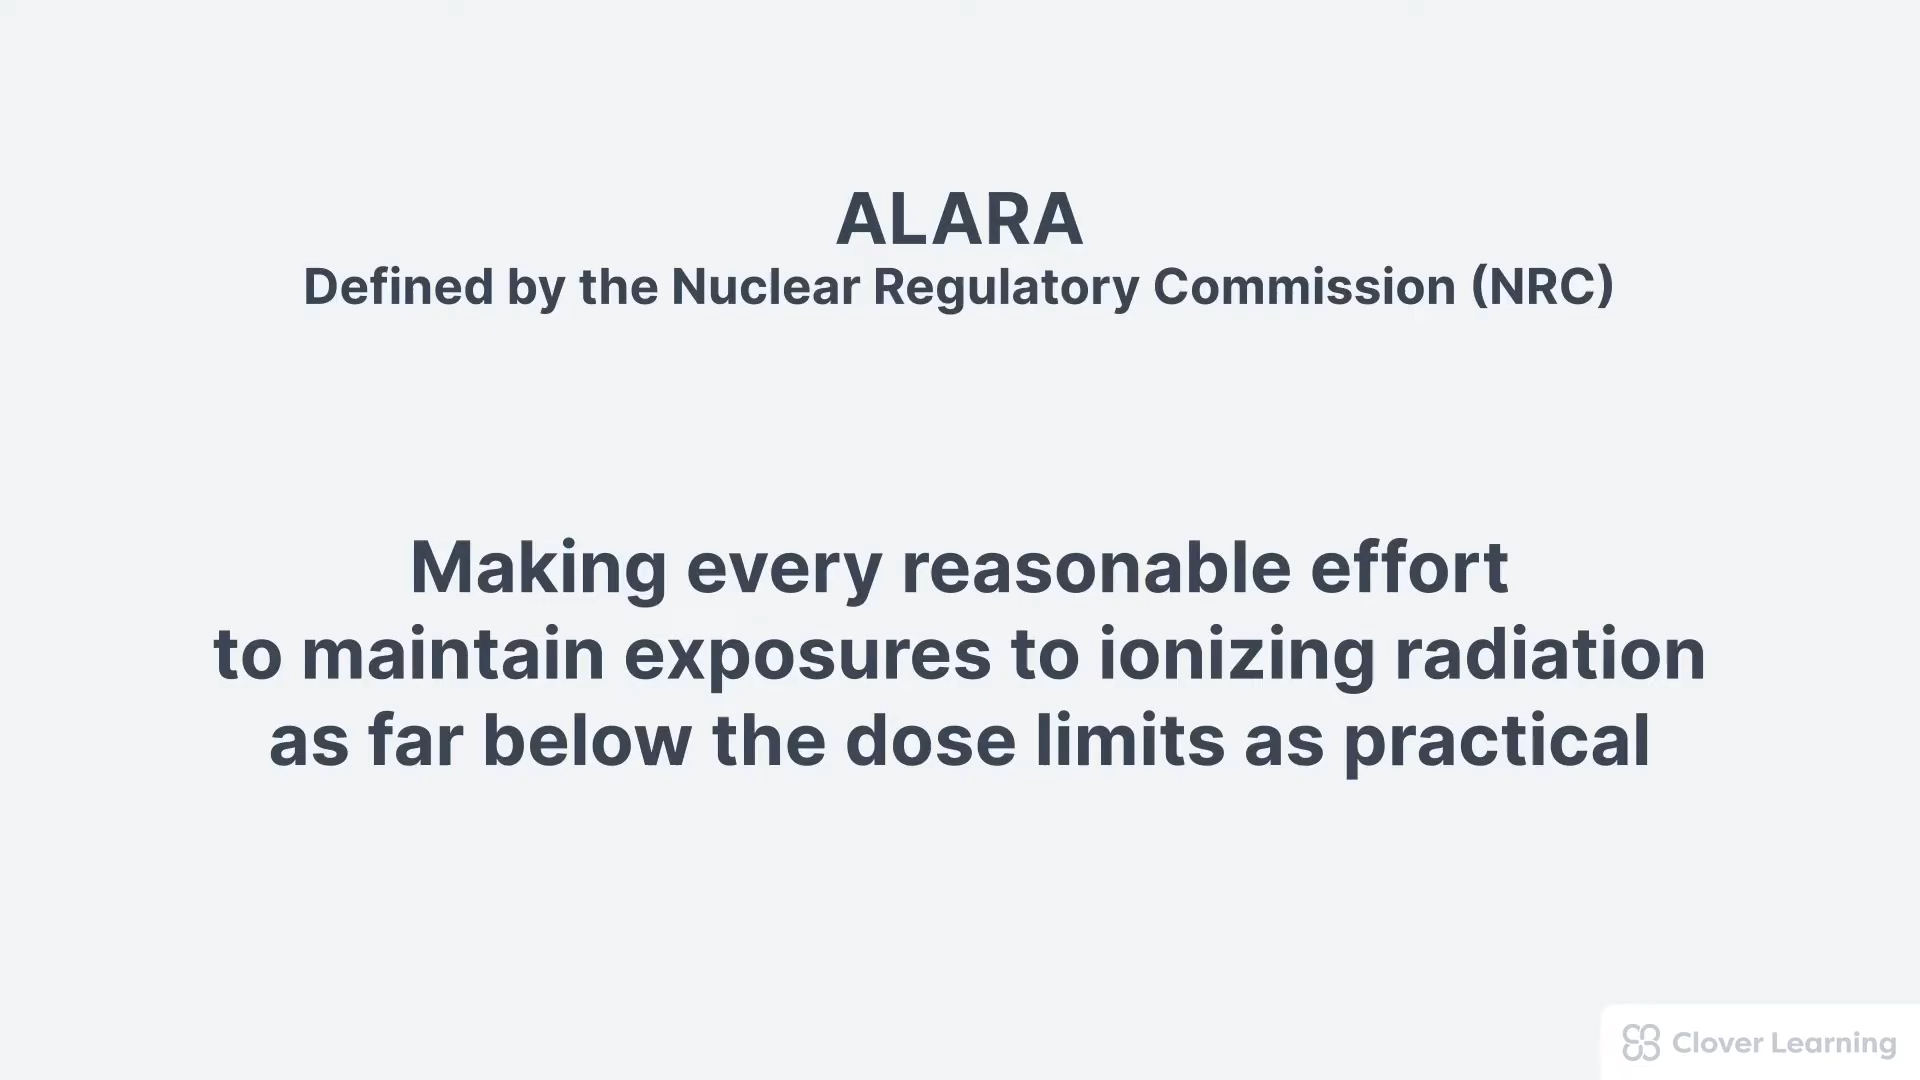 ALARA
Defined by the Nuclear Regulatory Commission (NRC)
Making every reasonable effort
to maintain exposures to ionizing radiation
as far below the dose limits as practical
Clover Learning